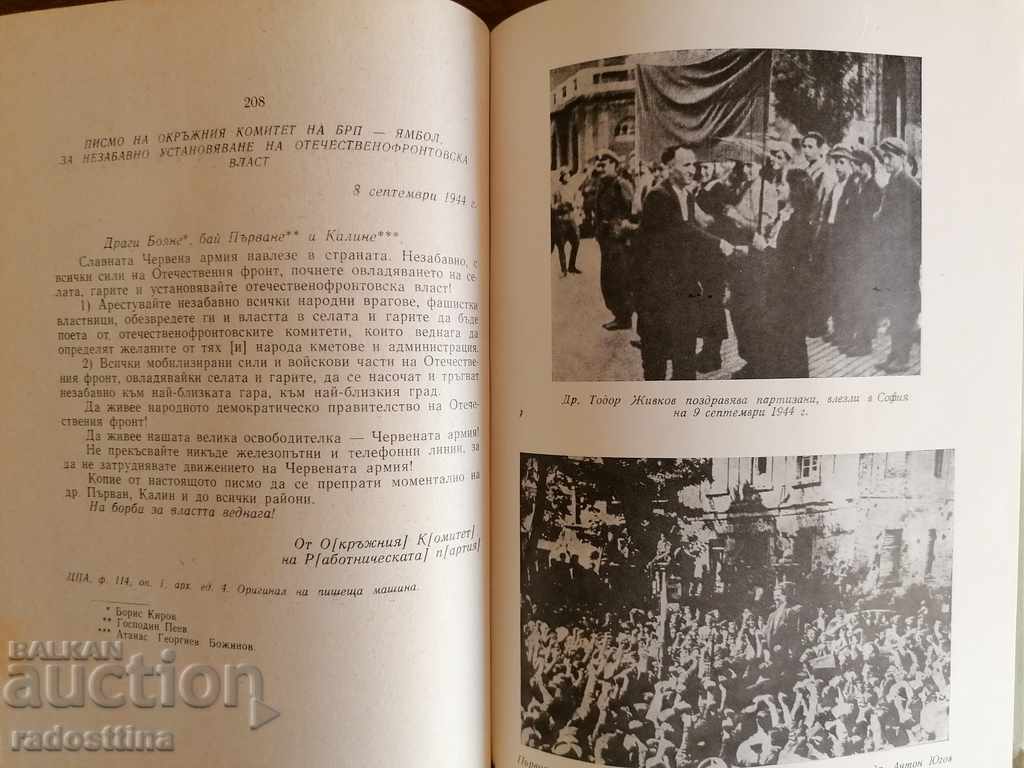 208
ПИСМО НА ОКРЪЖНИЯ КОМИТЕТ НА БРП — ЯМБОЛ,
ЗА НЕЗАБАВНО УСТАНОВЯВАНЕ НА ОТЕЧЕСТВЕНОФРОНТОВСКА
ВЛАСТ
8 септември 1944 г.
Драги Бояне*, бай Първане** и Калине***,
Славната Червена армия навлезе в страната. Незабавно, с
всички сили на Отечествения фронт, почнете овладяването на се-
лата, гарите и установявайте отечественофронтовска власт!
1) Арестувайте незабавно всички народни врагове, фашистки
властници, обезвредете ги и властта в селата и гарите да бъде
поета от отечественофронтовските комитети, които веднага да
определят желаните от тях [и] народа кметове и администрация.
2) Всички мобилизирани сили и войскови части на Отечестве-
ния фронт, овладявайки селата и гарите, да се насочат и тръгнат
незабавно към най-близката гара, към най-близкия град.
Да живее народното демократическо правителство на Отече-
ствения фронт!
Да живее нашата велика освободителка — Червената армия!
Не прекъсвайте никъде железопътни и телефонни линии, за
да не затруднявате движението на Червената армия!
Копие от настоящото писмо да се препрати моментално на
др. Първан, Калин и до всички райони.
На борба за властта веднага!
От О[кръжния] К[омитет]
на Р[аботническата] п[артия]
ЦПА, ф. 114, оп. 1, арх. ед. 4. Оригинал на пишеща машина.
* Борис Киров
** Господин Пеев
*** Атанас Георгиев Божинов.
BALKAN
auction
radosttina
Др. Тодор Живков поздравява партизани, влезли в София
на 9 септември 1944 г.
др. Антон Югов